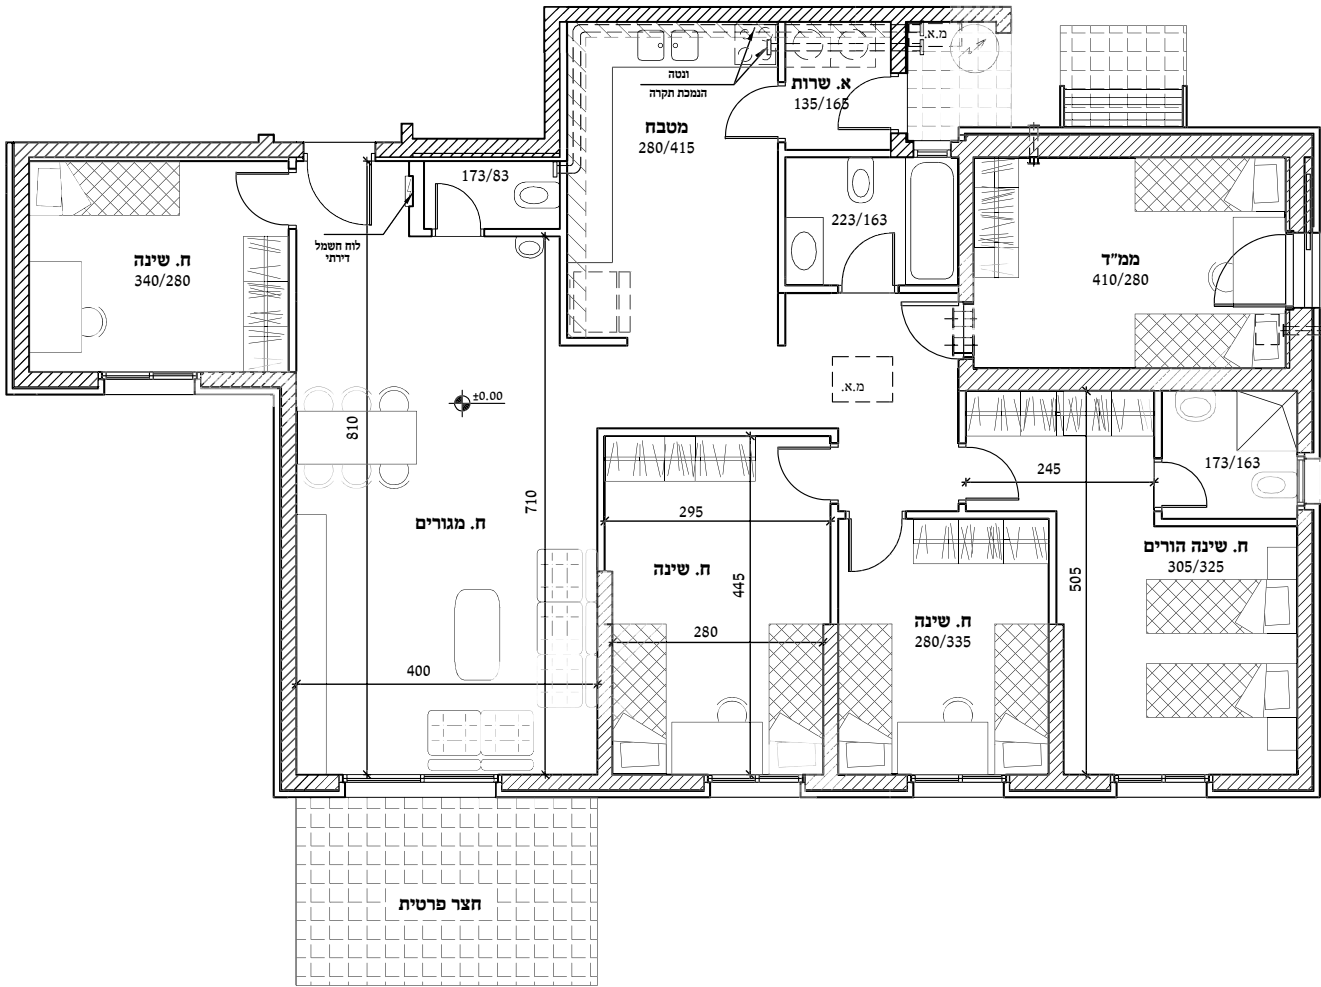 מ.א.
ונטה
הנמכת תקרה
א. שרות
135/165
מטבח
280/415
173/83
223/163
לוח חשמל
דירתי
ח. שינה
340/280
ממ״ד
410/280
±0.00
מ.א.
810
710
ח. מגורים
400
295
ח. שינה
445
280
245
173/163
505
ח. שינה הורים
305/325
ח. שינה
280/335
חצר פרטית